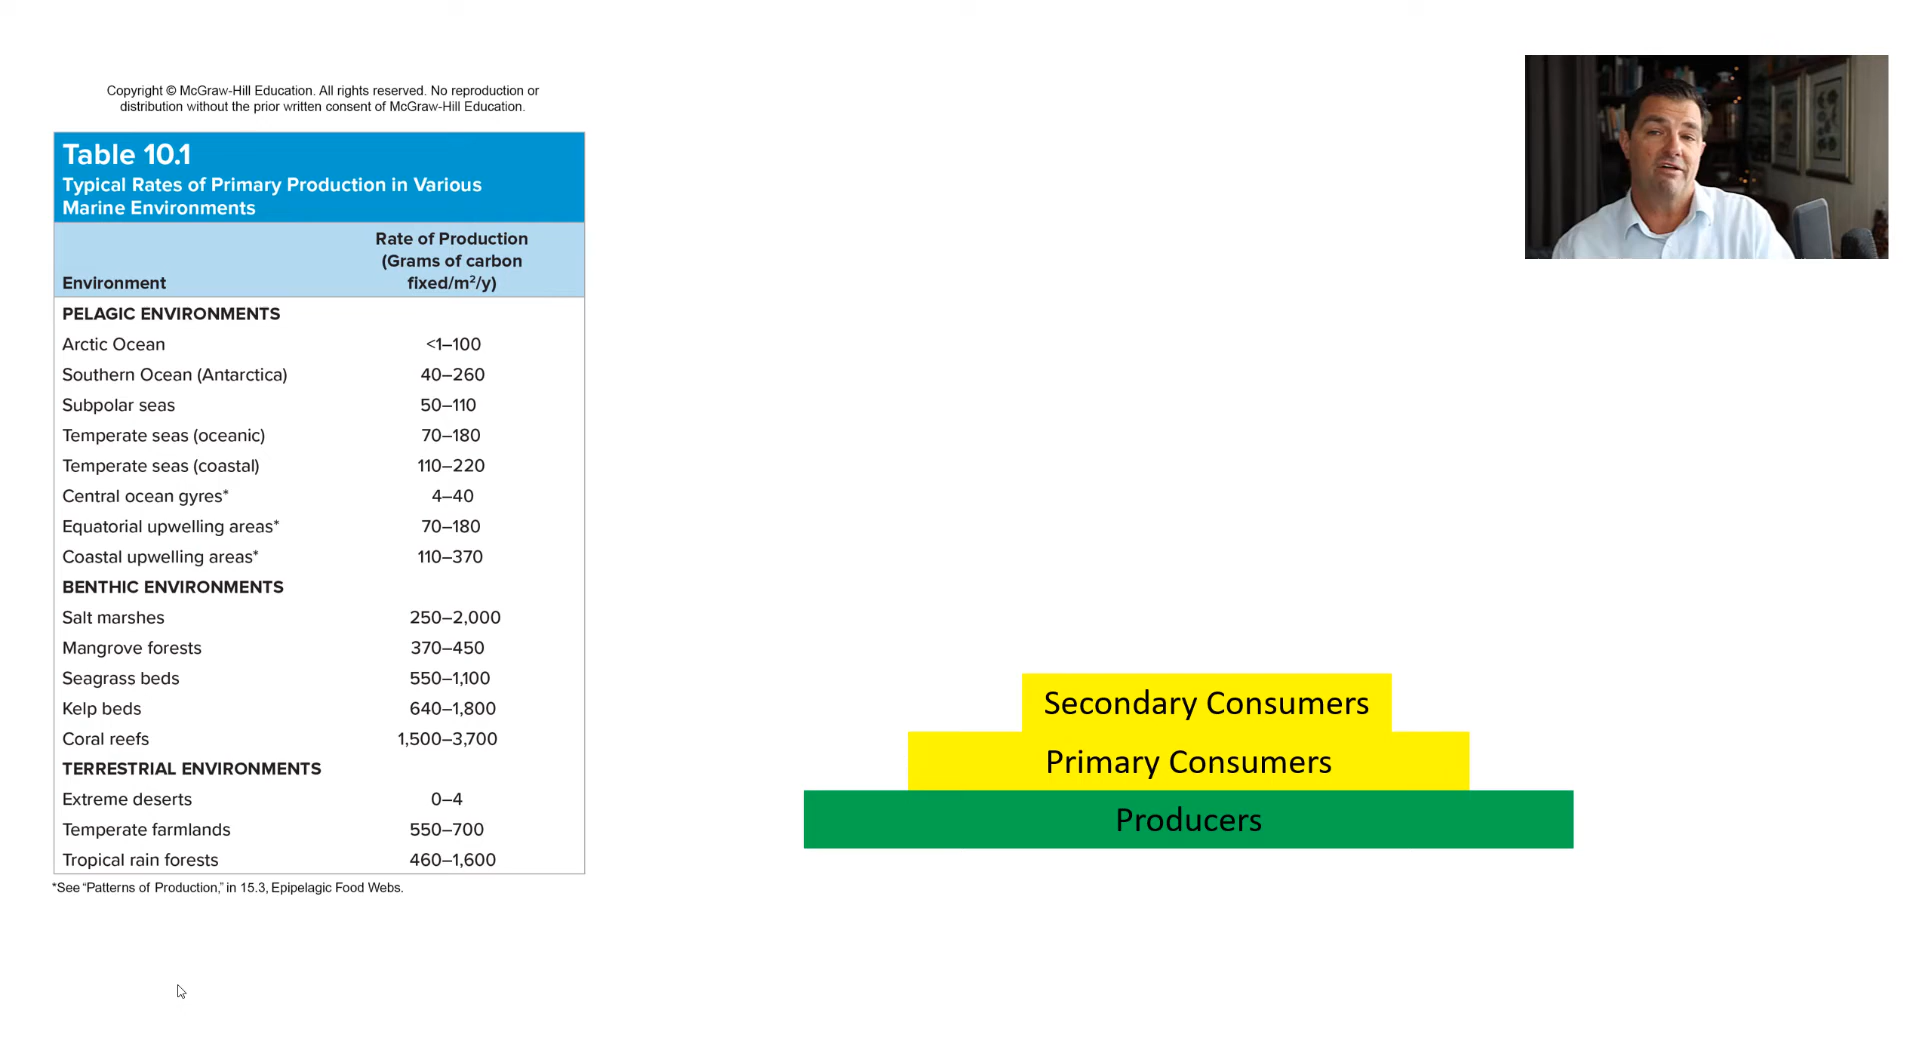 Copyright © McGraw-Hill Education. All rights reserved. No reproduction or
distribution without the prior written consent of McGraw-Hill Education.
Table 10.1
Typical Rates of Primary Production in Various
Marine Environments
Environment
Rate of Production
(Grams of carbon
fixed/m²/y)
PELAGIC ENVIRONMENTS
Arctic Ocean <1–100
Southern Ocean (Antarctica) 40–260
Subpolar seas 50–110
Temperate seas (oceanic) 70–180
Temperate seas (coastal) 110–220
Central ocean gyres* 4–40
Equatorial upwelling areas* 70–180
Coastal upwelling areas* 110–370
BENTHIC ENVIRONMENTS
Salt marshes 250–2,000
Mangrove forests 370–450
Seagrass beds 550–1,100
Kelp beds 640–1,800
Coral reefs 1,500–3,700
TERRESTRIAL ENVIRONMENTS
Extreme deserts 0–4
Temperate farmlands 550–700
Tropical rain forests 460–1,600
*See "Patterns of Production," in 15.3, Epipelagic Food Webs.
Secondary Consumers
Primary Consumers
Producers